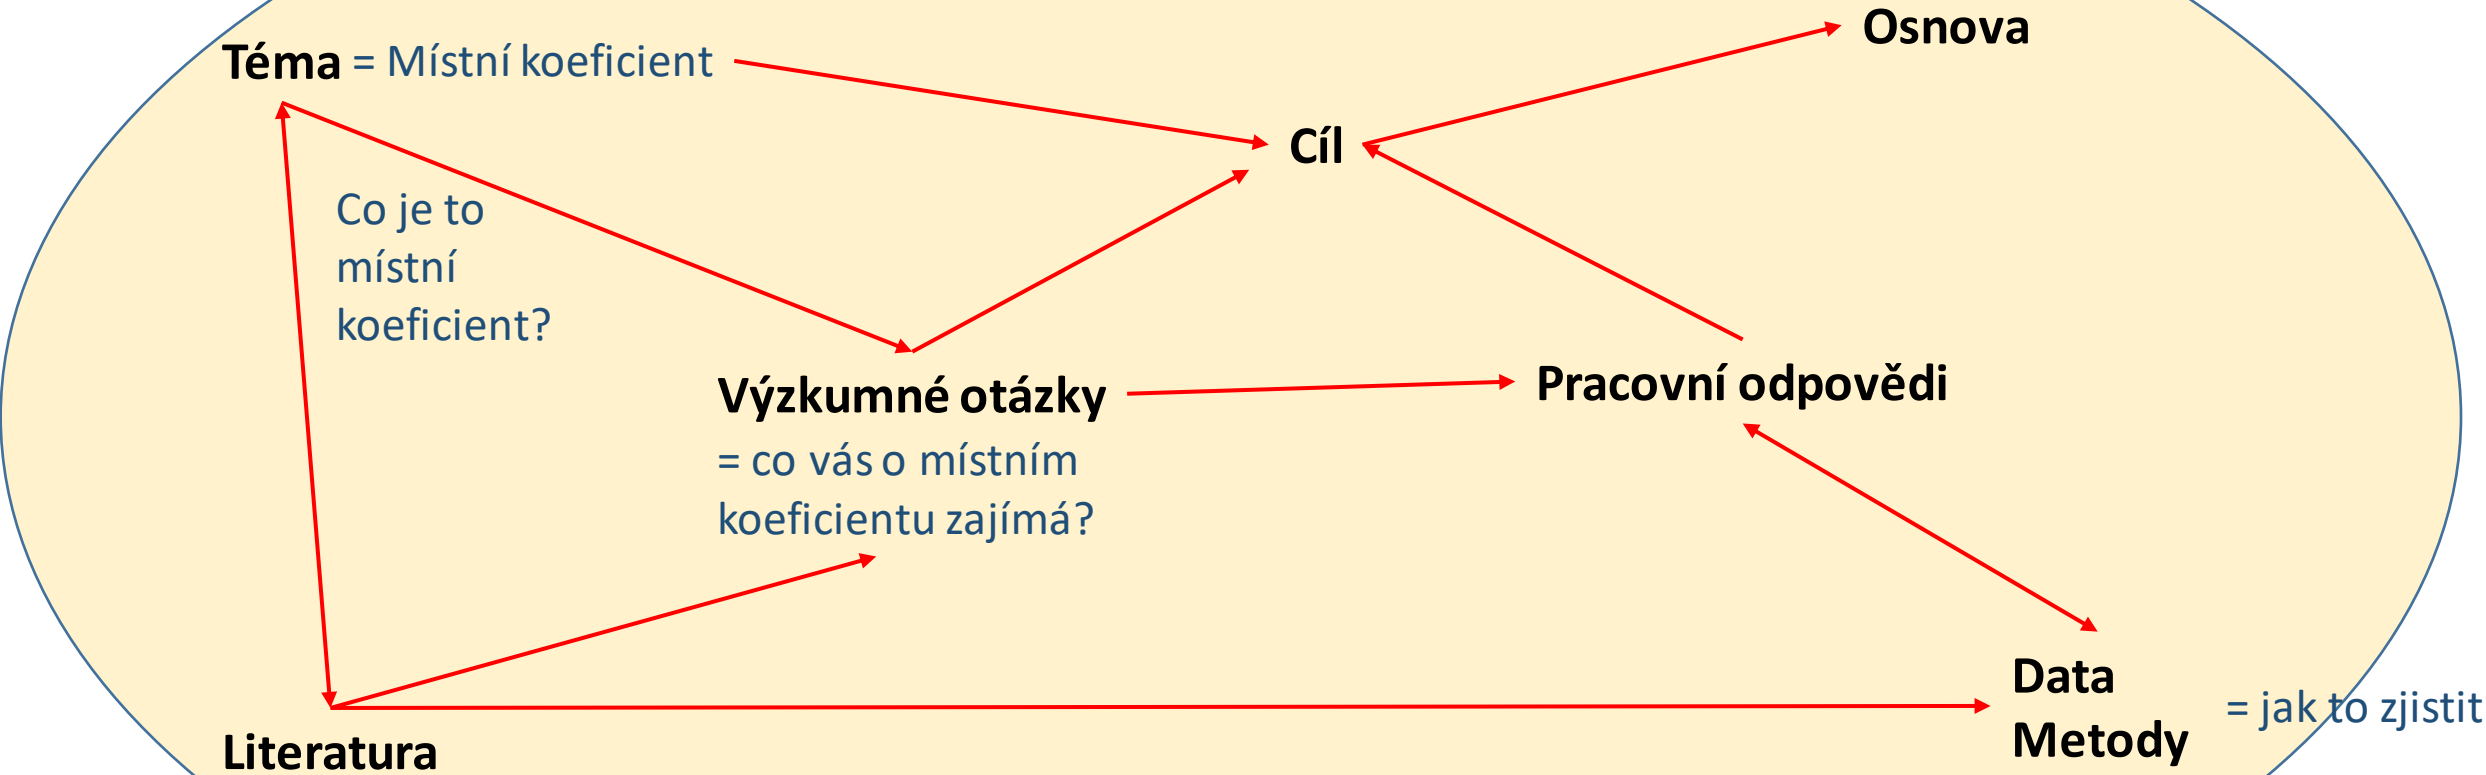 Osnova
Téma = Místní koeficient
Cíl
Co je to
místní
koeficient?
Výzkumné otázky
= co vás o místním
koeficientu zajímá?
Pracovní odpovědi
Data
Metody
= jak to zjistit
Literatura